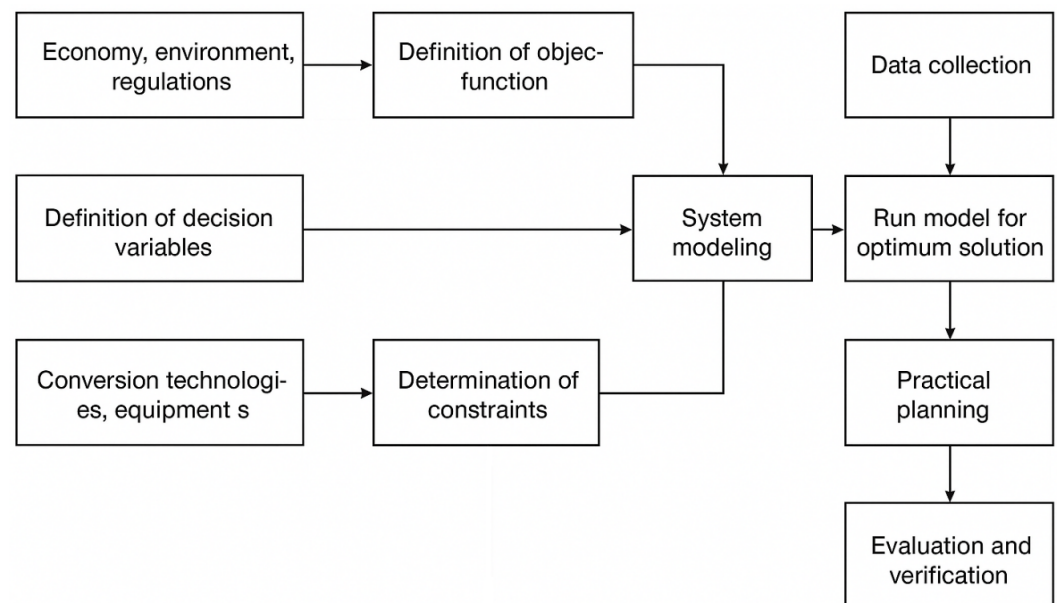 Economy, environment,
regulations
Definition of objec-
function
Data collection
Definition of decision
variables
System
modeling
Run model for
optimum solution
Conversion technologi-
es, equipment s
Determination of
constraints
Practical
planning
Evaluation and
verification